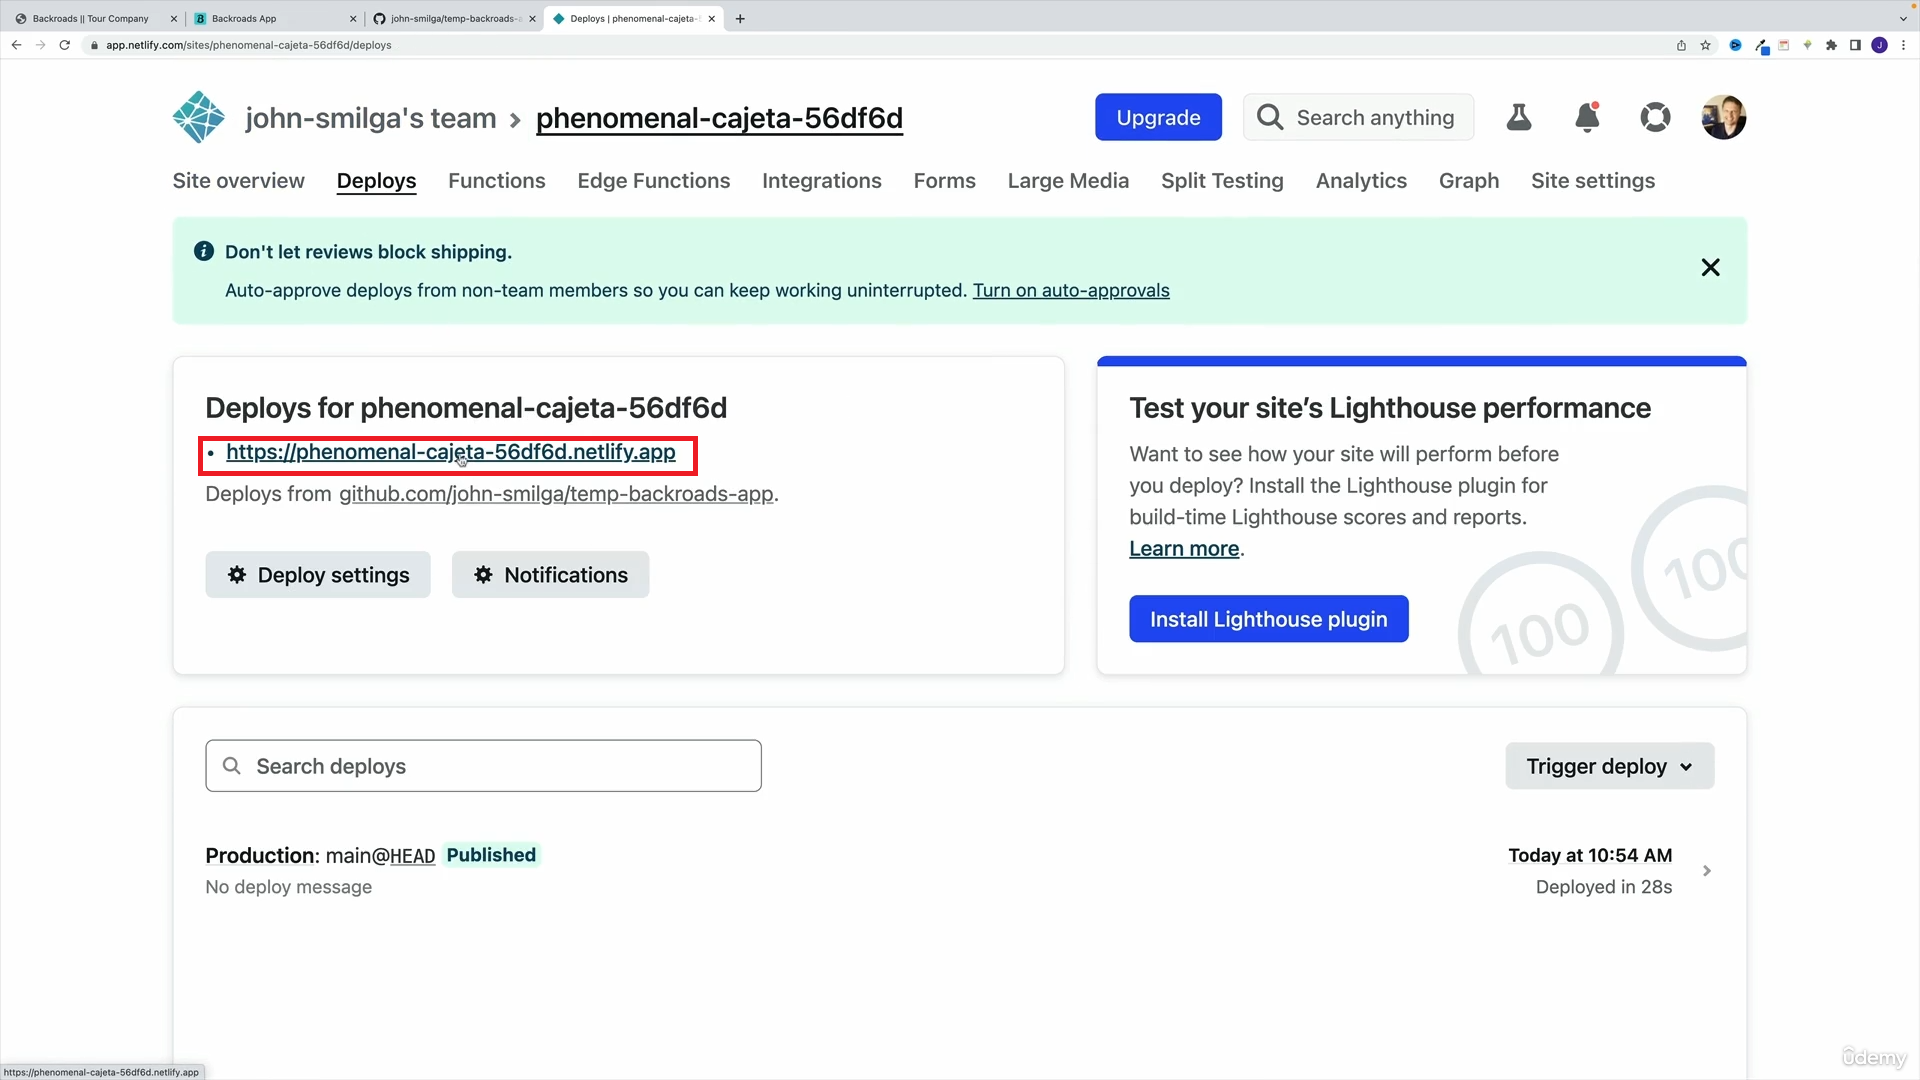 Backroads || Tour Company
Backroads App
john-smilga/temp-backroads-a
Deploys | phenomenal-cajeta-5
app.netlify.com/sites/phenomenal-cajeta-56df6d/deploys
J
john-smilga's team > phenomenal-cajeta-56df6d
Upgrade
Search anything
Site overview
Deploys
Functions
Edge Functions
Integrations
Forms
Large Media
Split Testing
Analytics
Graph
Site settings
Don't let reviews block shipping.
Auto-approve deploys from non-team members so you can keep working uninterrupted. Turn on auto-approvals
Deploys for phenomenal-cajeta-56df6d
• https://phenomenal-cajeta-56df6d.netlify.app
Deploys from github.com/john-smilga/temp-backroads-app.
Deploy settings
Notifications
Test your site’s Lighthouse performance
Want to see how your site will perform before
you deploy? Install the Lighthouse plugin for
build-time Lighthouse scores and reports.
Learn more.
Install Lighthouse plugin
100
100
Search deploys
Trigger deploy
Production: main@HEAD Published
No deploy message
Today at 10:54 AM
Deployed in 28s
https://phenomenal-cajeta-56df6d.netlify.app
ûdemy